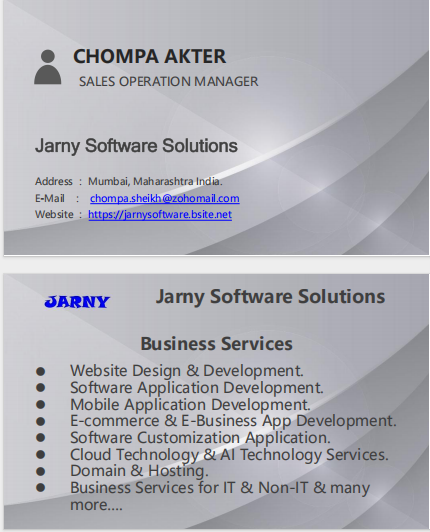 CHOMPA AKTER
SALES OPERATION MANAGER
Jarny Software Solutions
Address : Mumbai, Maharashtra India.
E-Mail : chompa.sheikh@zohomail.com
Website : https://jarnysoftware.bsite.net
JARNY
Jarny Software Solutions
Business Services
● Website Design & Development.
● Software Application Development.
● Mobile Application Development.
● E-commerce & E-Business App Development.
● Software Customization Application.
● Cloud Technology & AI Technology Services.
● Domain & Hosting.
● Business Services for IT & Non-IT & many
more....